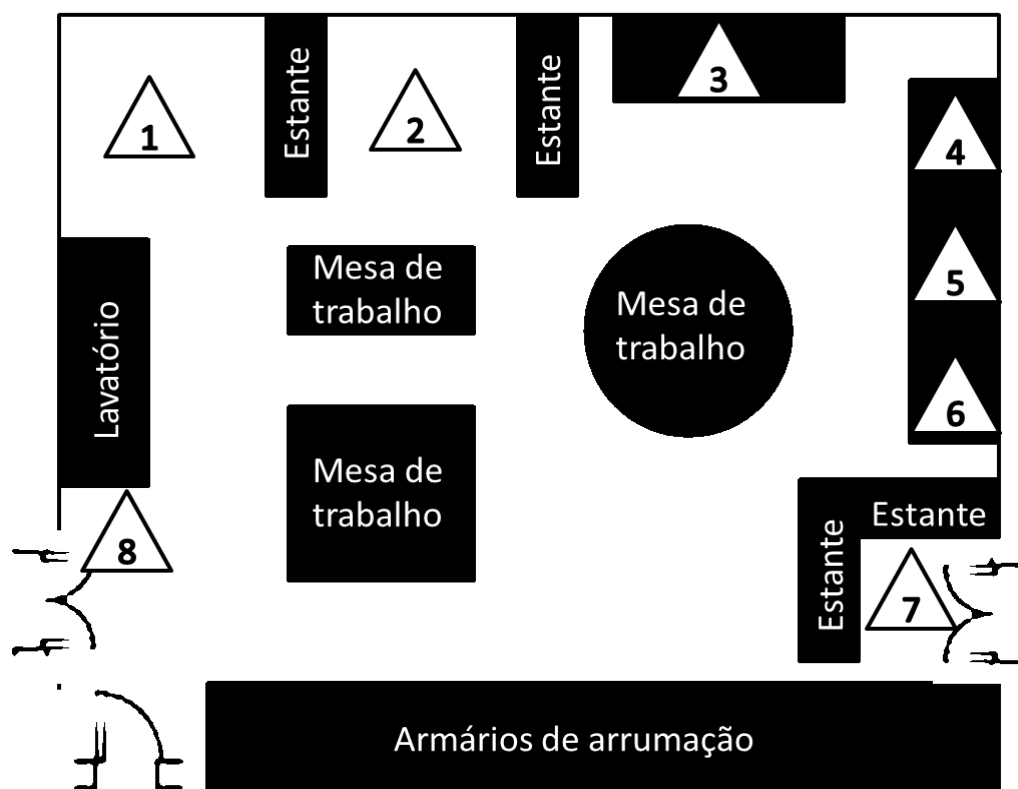 1
Estante
2
Estante
3
4
5
6
Lavatório
Mesa de
trabalho
Mesa de
trabalho
Mesa de
trabalho
8
Estante
Estante
7
Armários de arrumação